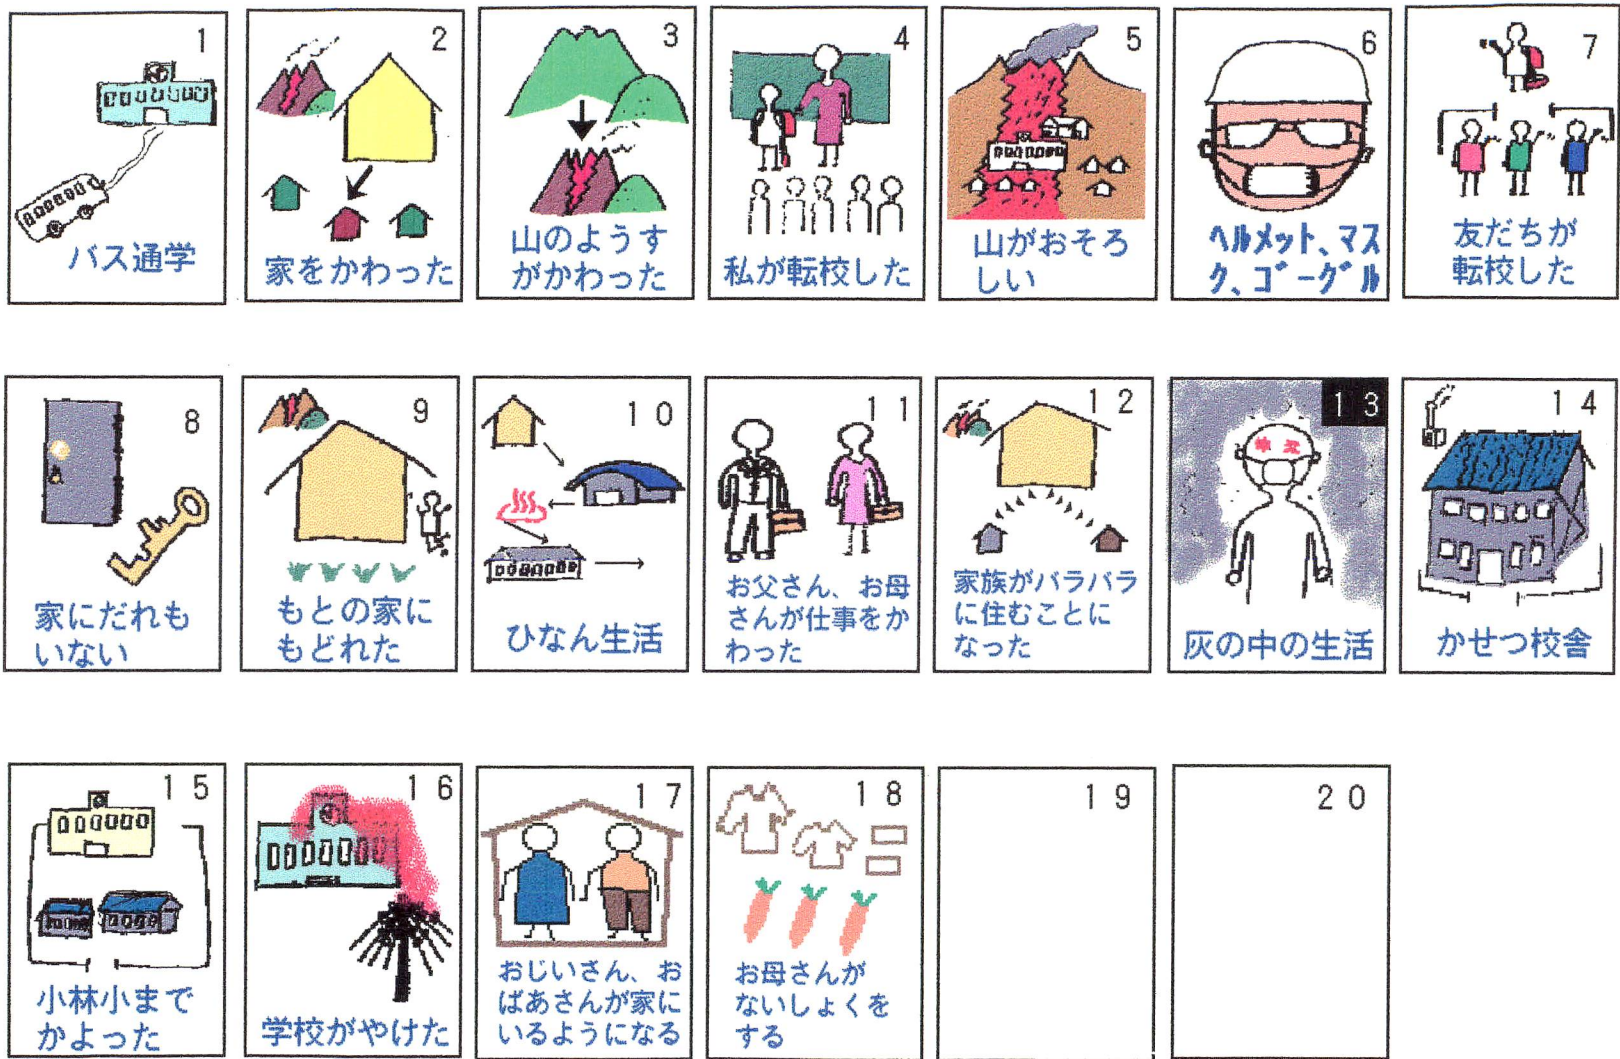 1
バス通学
2
家をかわった
3
山のようす
がかわった
4
私が転校した
5
山がおそろ
しい
6
ヘルメット、マス
ク、ゴーグル
7
友だちが
転校した
8
家にだれも
いない
9
もとの家に
もどれた
10
ひなん生活
11
お父さん、お母
さんが仕事をか
わった
12
家族がバラバラ
に住むことに
なった
13
灰の中の生活
14
かせつ校舎
15
小林小まで
かよった
16
学校がやけた
17
おじいさん、お
ばあさんが家に
いるようになる
18
お母さんが
ないしょくを
する
19
20